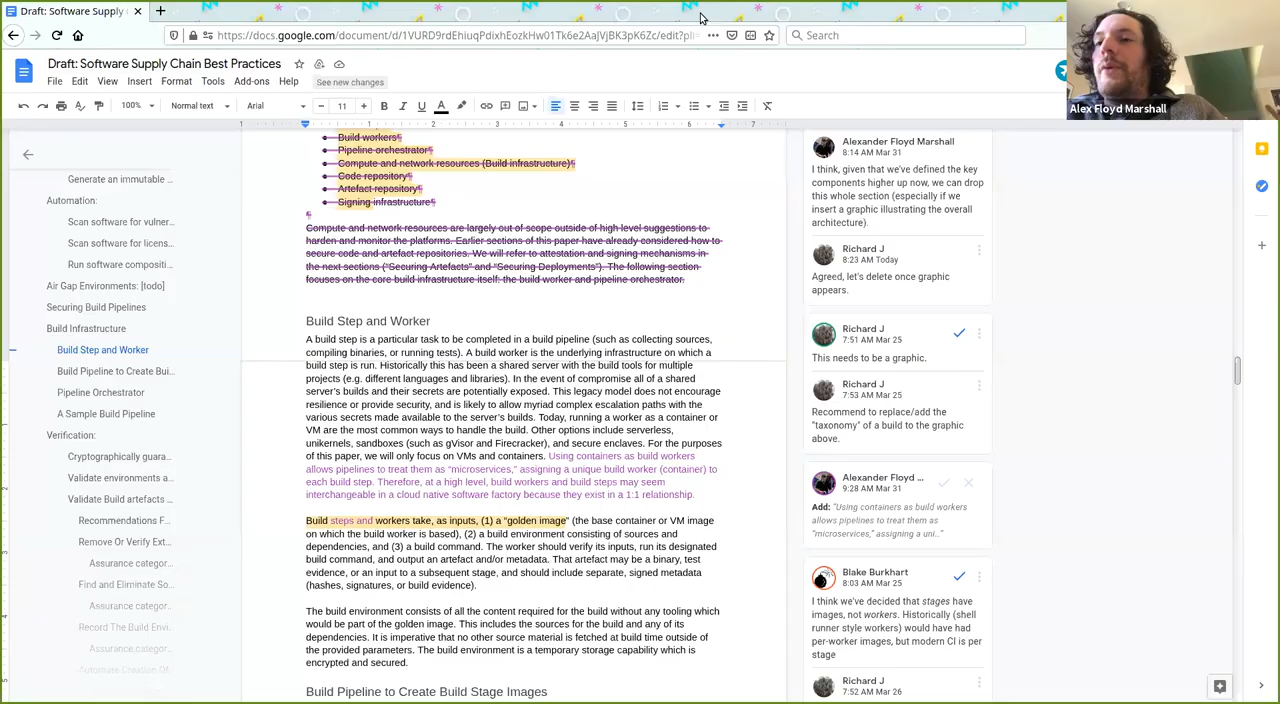 Draft: Software Supply C
https://docs.google.com/document/d/1VURD9rdEhiuqPdixhEozkHw01Tk6e2AaJVjBK3pK6Zc/edit?pli=
Search
Draft: Software Supply Chain Best Practices
File Edit View Insert Format Tools Add-ons Help See new changes
100% Normal text Arial 11
Alex Floyd Marshall
1 1 2 3 4 5 6 7
Generate an immutable ...
Automation:
Scan software for vulner...
Scan software for licens...
Run software compositi...
Air Gap Environments: [todo]
Securing Build Pipelines
Build Infrastructure
Build Step and Worker
Build Pipeline to Create Bui...
Pipeline Orchestrator
A Sample Build Pipeline
Verification:
Cryptographically guara...
Validate environments a...
Validate Build artefacts ...
Recommendations F...
Remove Or Verify Ext...
Assurance categor...
Find and Eliminate So...
Assurance categor...
Record The Build Envi...
Assurance categor...
Automate Creation Of...
Build workers¶
Pipeline orchestrator¶
Compute and network resources (Build infrastructure)¶
Code repository¶
Artefact repository¶
Signing infrastructure¶
¶
Compute and network resources are largely out of scope outside of high level suggestions to
harden and monitor the platforms. Earlier sections of this paper have already considered how to
secure code and artefact repositories. We will refer to attestation and signing mechanisms in
the next sections ("Securing Artefacts" and "Securing Deployments"). The following section
focuses on the core build infrastructure itself: the build worker and pipeline orchestrator.
Build Step and Worker
A build step is a particular task to be completed in a build pipeline (such as collecting sources,
compiling binaries, or running tests). A build worker is the underlying infrastructure on which a
build step is run. Historically this has been a shared server with the build tools for multiple
projects (e.g. different languages and libraries). In the event of compromise all of a shared
server's builds and their secrets are potentially exposed. This legacy model does not encourage
resilience or provide security, and is likely to allow myriad complex escalation paths with the
various secrets made available to the server's builds. Today, running a worker as a container or
VM are the most common ways to handle the build. Other options include serverless,
unikernels, sandboxes (such as gVisor and Firecracker), and secure enclaves. For the purposes
of this paper, we will only focus on VMs and containers. Using containers as build workers
allows pipelines to treat them as "microservices," assigning a unique build worker (container) to
each build step. Therefore, at a high level, build workers and build steps may seem
interchangeable in a cloud native software factory because they exist in a 1:1 relationship.
Build steps and workers take, as inputs, (1) a "golden image" (the base container or VM image
on which the build worker is based), (2) a build environment consisting of sources and
dependencies, and (3) a build command. The worker should verify its inputs, run its designated
build command, and output an artefact and/or metadata. That artefact may be a binary, test
evidence, or an input to a subsequent stage, and should include separate, signed metadata
(hashes, signatures, or build evidence).
The build environment consists of all the content required for the build without any tooling which
would be part of the golden image. This includes the sources for the build and any of its
dependencies. It is imperative that no other source material is fetched at build time outside of
the provided parameters. The build environment is a temporary storage capability which is
encrypted and secured.
Build Pipeline to Create Build Stage Images
Alexander Floyd Marshall
8:14 AM Mar 31
I think, given that we've defined the key
components higher up now, we can drop
this whole section (especially if we
insert a graphic illustrating the overall
architecture).
Richard J
8:23 AM Today
Agreed, let's delete once graphic
appears.
Richard J
7:51 AM Mar 25
This needs to be a graphic.
Richard J
7:53 AM Mar 25
Recommend to replace/add the
"taxonomy" of a build to the graphic
above.
Alexander Floyd ...
9:28 AM Mar 31
Add: "Using containers as build workers
allows pipelines to treat them as
"microservices," assigning a uni..."
Blake Burkhart
8:03 AM Mar 25
I think we've decided that stages have
images, not workers. Historically (shell
runner style workers) would have had
per-worker images, but modern CI is per
stage
Richard J
7:52 AM Mar 26